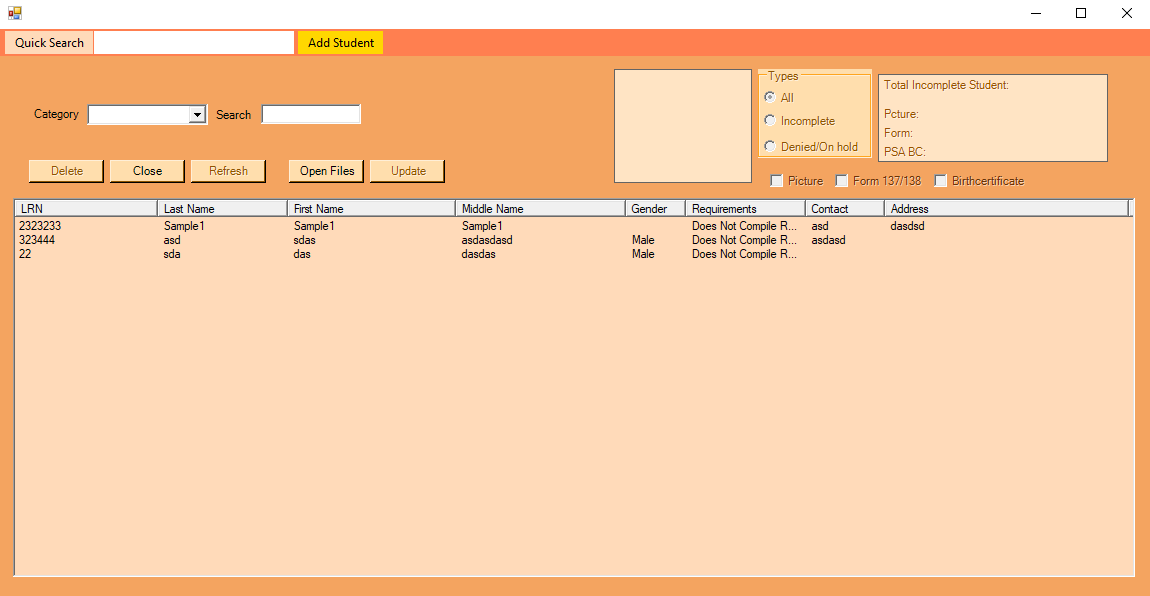 Quick Search Add Student
Types
All
Incomplete
Denied/On hold
Total Incomplete Student:
Pcture:
Form:
PSA BC:
Category Search
Delete Close Refresh Open Files Update
Picture Form 137/138 Birthcertificate
LRN Last Name First Name Middle Name Gender Requirements Contact Address
2323233 Sample1 Sample1 Sample1 Does Not Compile R... asd dasdsd
323444 asd sdas asdasdasd Male Does Not Compile R... asdasd
22 sda das dasdas Male Does Not Compile R...